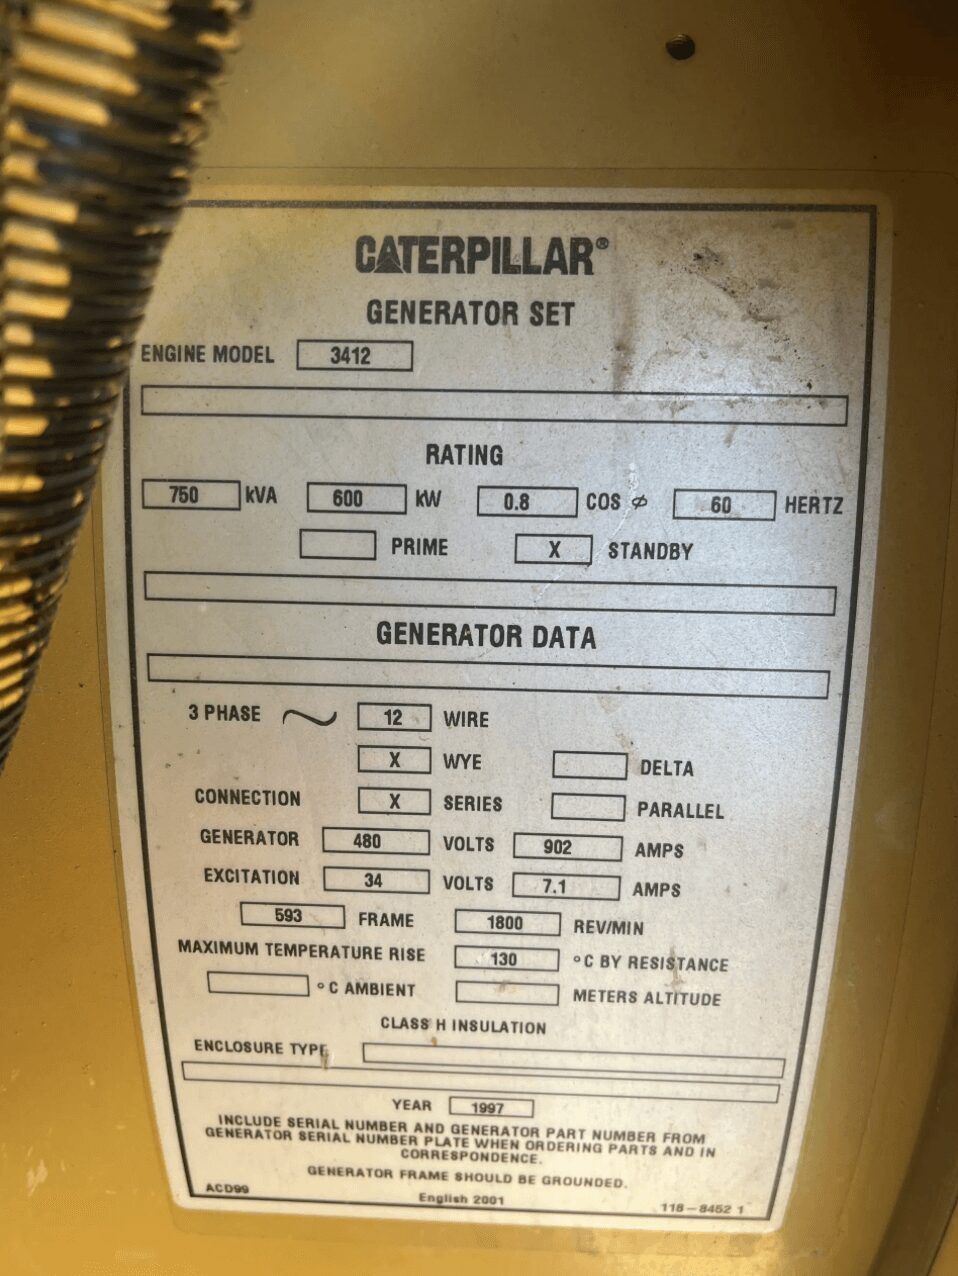 CATERPILLAR®
GENERATOR SET
ENGINE MODEL 3412
RATING
750 kVA 600 kW 0.8 COS ϕ 60 HERTZ
PRIME X STANDBY
GENERATOR DATA
3 PHASE ~ 12 WIRE
X WYE DELTA
CONNECTION X SERIES PARALLEL
GENERATOR 480 VOLTS 902 AMPS
EXCITATION 34 VOLTS 7.1 AMPS
593 FRAME 1800 REV/MIN
MAXIMUM TEMPERATURE RISE 130 °C BY RESISTANCE
°C AMBIENT METERS ALTITUDE
CLASS H INSULATION
ENCLOSURE TYPE
YEAR 1997
INCLUDE SERIAL NUMBER AND GENERATOR PART NUMBER FROM
GENERATOR SERIAL NUMBER PLATE WHEN ORDERING PARTS AND IN
CORRESPONDENCE.
GENERATOR FRAME SHOULD BE GROUNDED.
ACD99 English 2001 118-8452 1